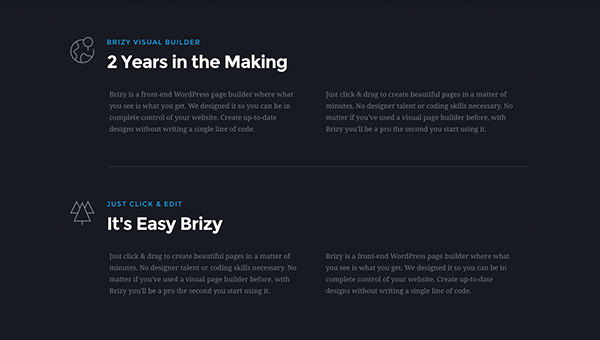 BRIZY VISUAL BUILDER
2 Years in the Making
Brizy is a front-end WordPress page builder where what
you see is what you get. We designed it so you can be in
complete control of your website. Create up-to-date
designs without writing a single line of code.
Just click & drag to create beautiful pages in a matter of
minutes. No designer talent or coding skills necessary. No
matter if you've used a visual page builder before, with
Brizy you'll be a pro the second you start using it.
JUST CLICK & EDIT
It's Easy Brizy
Just click & drag to create beautiful pages in a matter of
minutes. No designer talent or coding skills necessary. No
matter if you've used a visual page builder before, with
Brizy you'll be a pro the second you start using it.
Brizy is a front-end WordPress page builder where what
you see is what you get. We designed it so you can be in
complete control of your website. Create up-to-date
designs without writing a single line of code.